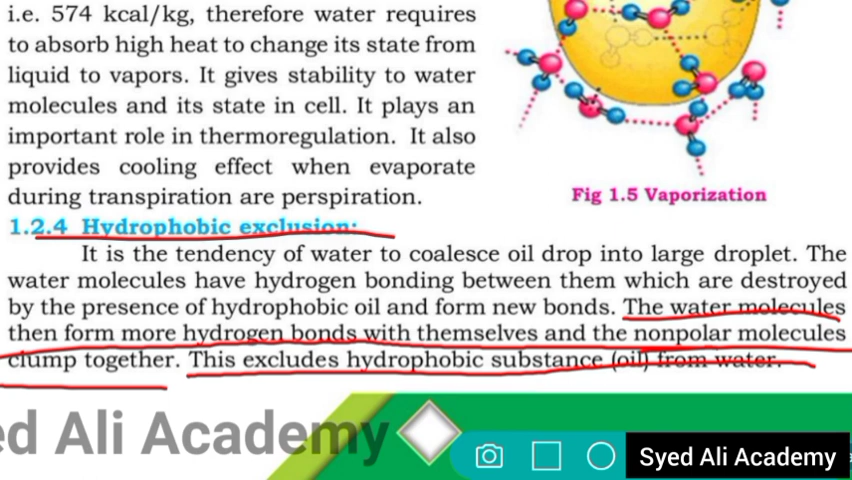 i.e. 574 kcal/kg, therefore water requires
to absorb high heat to change its state from
liquid to vapors. It gives stability to water
molecules and its state in cell. It plays an
important role in thermoregulation. It also
provides cooling effect when evaporate
during transpiration are perspiration.
Fig 1.5 Vaporization
1.2.4 Hydrophobic exclusion:
It is the tendency of water to coalesce oil drop into large droplet. The
water molecules have hydrogen bonding between them which are destroyed
by the presence of hydrophobic oil and form new bonds. The water molecules
then form more hydrogen bonds with themselves and the nonpolar molecules
clump together. This excludes hydrophobic substance (oil) from water.
ed Ali Academy
Syed Ali Academy